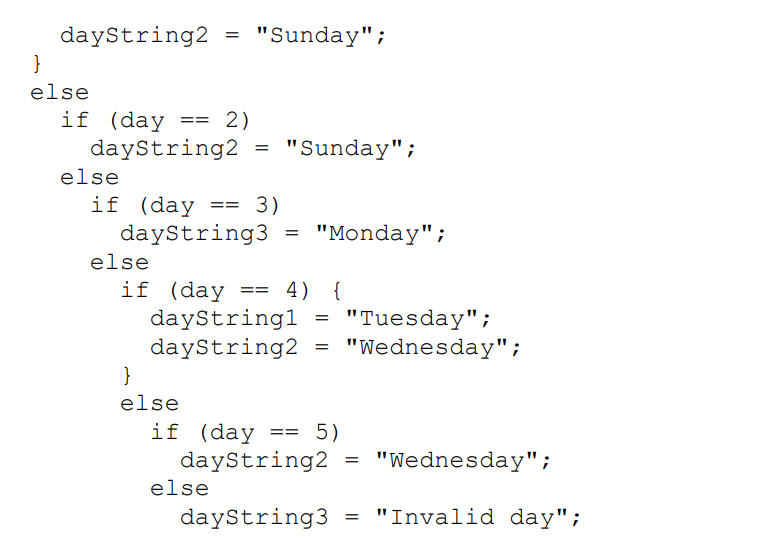 dayString2 = "Sunday";
}
else
if (day == 2)
dayString2 = "Sunday";
else
if (day == 3)
dayString3 = "Monday";
else
if (day == 4) {
dayString1 = "Tuesday";
dayString2 = "Wednesday";
}
else
if (day == 5)
dayString2 = "Wednesday";
else
dayString3 = "Invalid day";